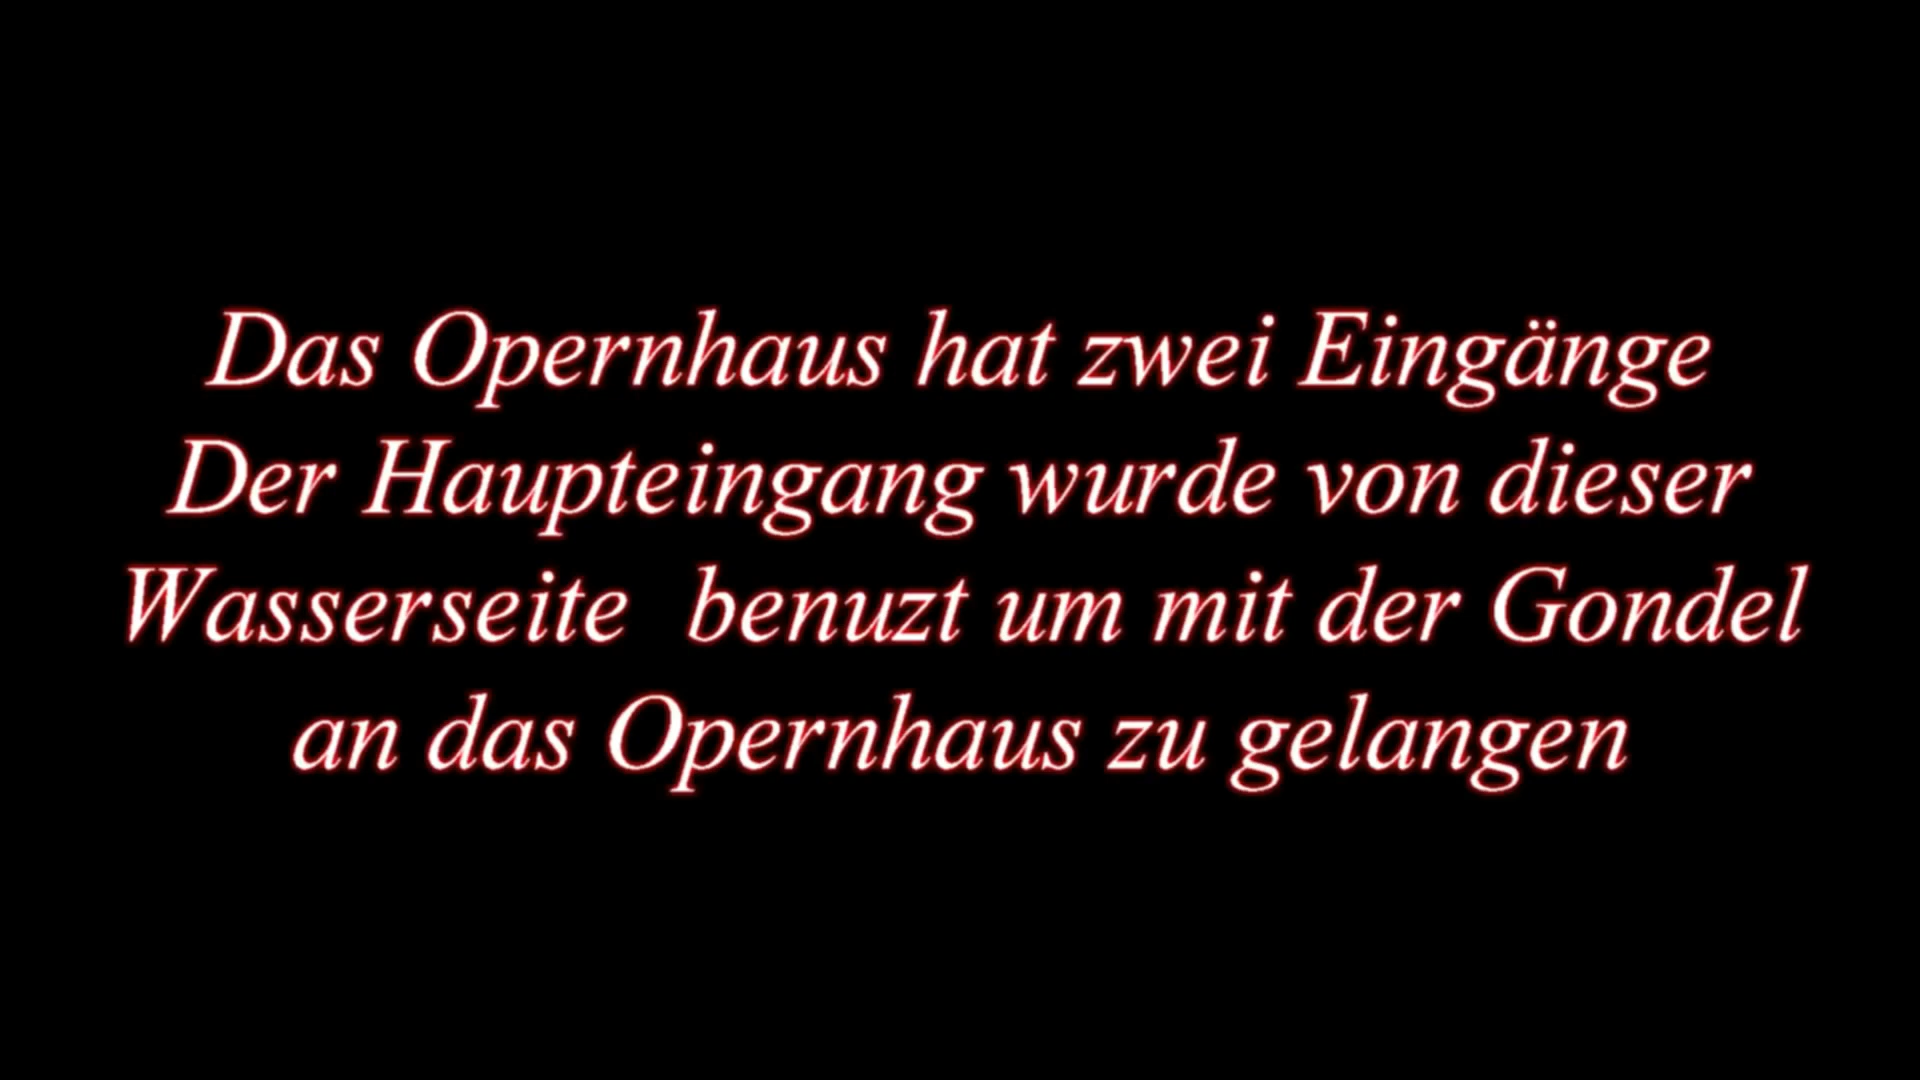 Das Opernhaus hat zwei Eingänge
Der Haupteingang wurde von dieser
Wasserseite  benuzt um mit der Gondel
an das Opernhaus zu gelangen